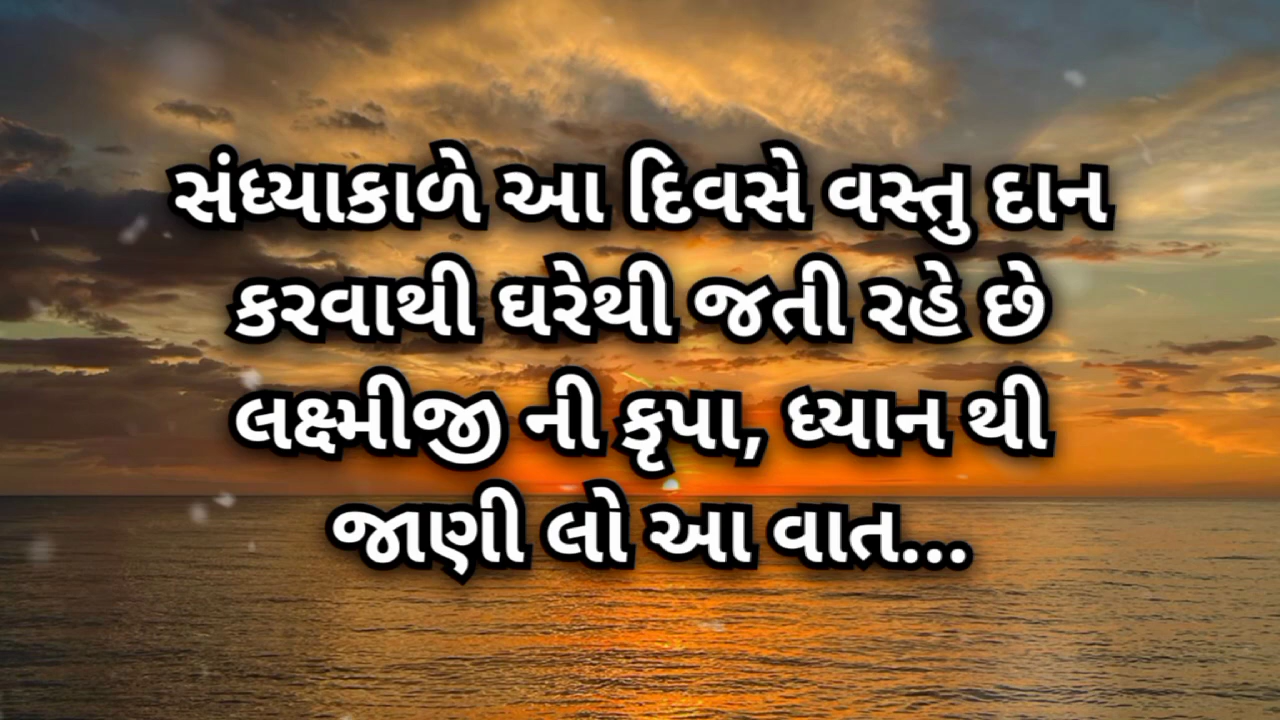 સંધ્યાકાળે આ દિવસે વસ્તુ દાન
કરવાથી ઘરેથી જતી રહે છે
લક્ષ્મીજી ની કૃપા, ધ્યાન થી
જાણી લો આ વાત...